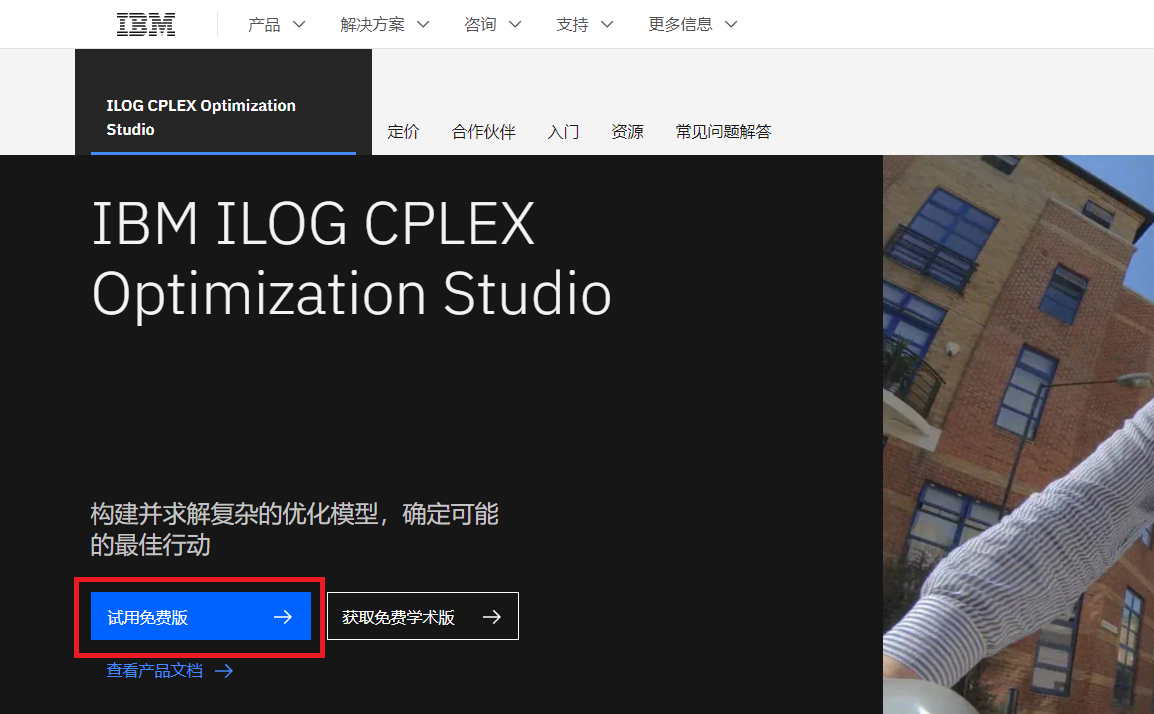 IBM
产品
解决方案
咨询
支持
更多信息
ILOG CPLEX Optimization
Studio
定价
合作伙伴
入门
资源
常见问题解答
IBM ILOG CPLEX
Optimization Studio
构建并求解复杂的优化模型，确定可能
的最佳行动
试用免费版
获取免费学术版
查看产品文档